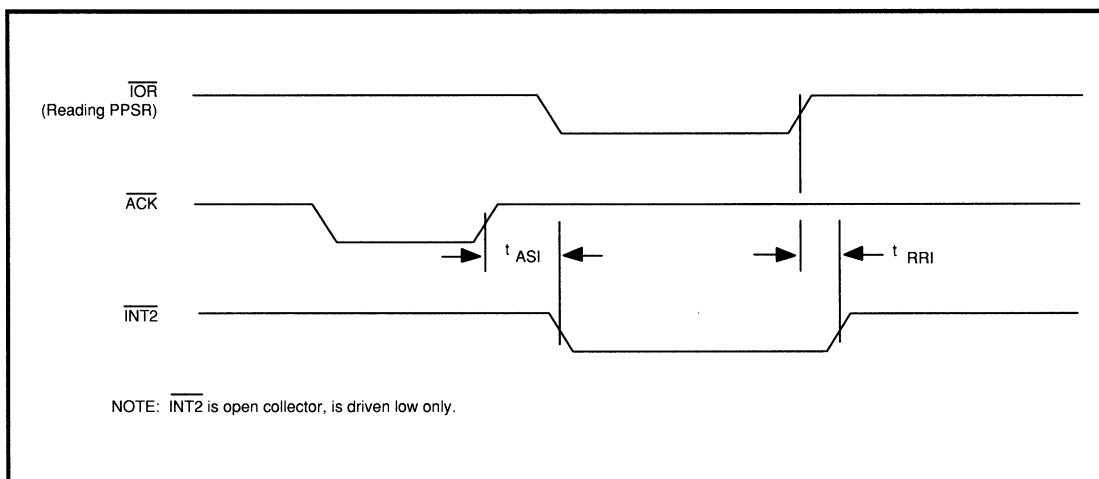 IOR
(Reading PPSR)
ACK
t ASI
t RRI
INT2
NOTE: INT2 is open collector, is driven low only.